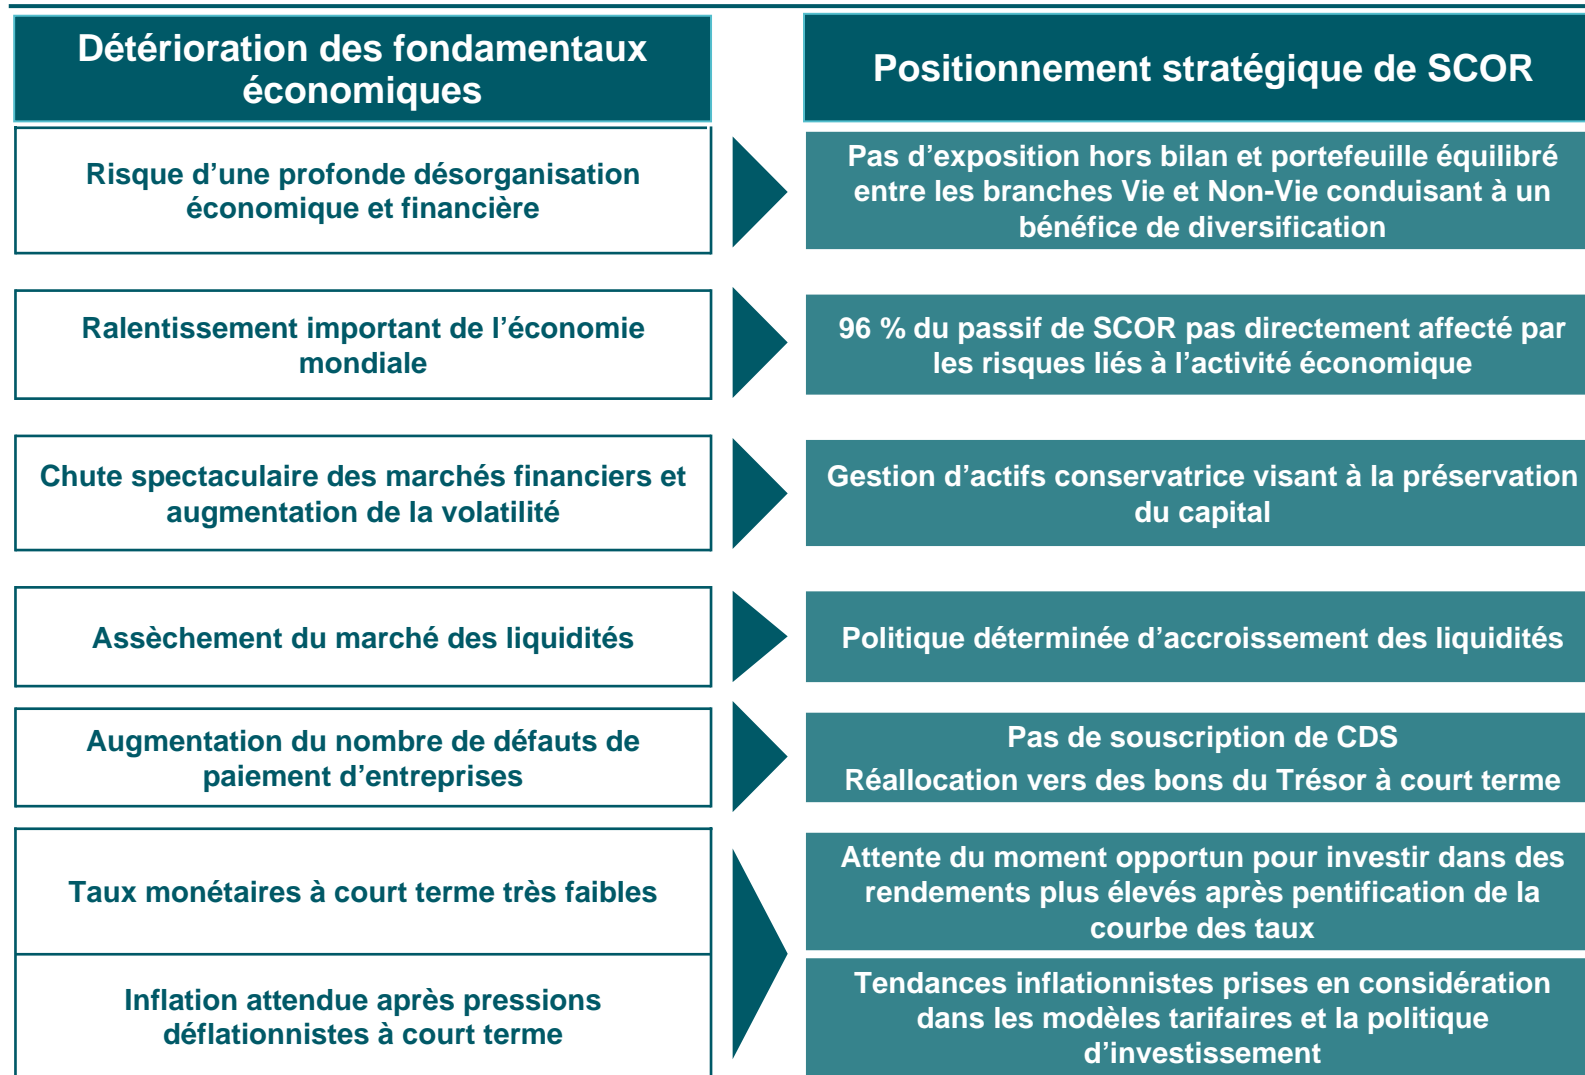 Détérioration des fondamentaux
économiques
Positionnement stratégique de SCOR
Risque d’une profonde désorganisation
économique et financière
Pas d’exposition hors bilan et portefeuille équilibré
entre les branches Vie et Non-Vie conduisant à un
bénéfice de diversification
Ralentissement important de l’économie
mondiale
96 % du passif de SCOR pas directement affecté par
les risques liés à l’activité économique
Chute spectaculaire des marchés financiers et
augmentation de la volatilité
Gestion d’actifs conservatrice visant à la préservation
du capital
Assèchement du marché des liquidités
Politique déterminée d’accroissement des liquidités
Augmentation du nombre de défauts de
paiement d’entreprises
Pas de souscription de CDS
Réallocation vers des bons du Trésor à court terme
Taux monétaires à court terme très faibles
Attente du moment opportun pour investir dans des
rendements plus élevés après pentification de la
courbe des taux
Inflation attendue après pressions
déflationnistes à court terme
Tendances inflationnistes prises en considération
dans les modèles tarifaires et la politique
d’investissement